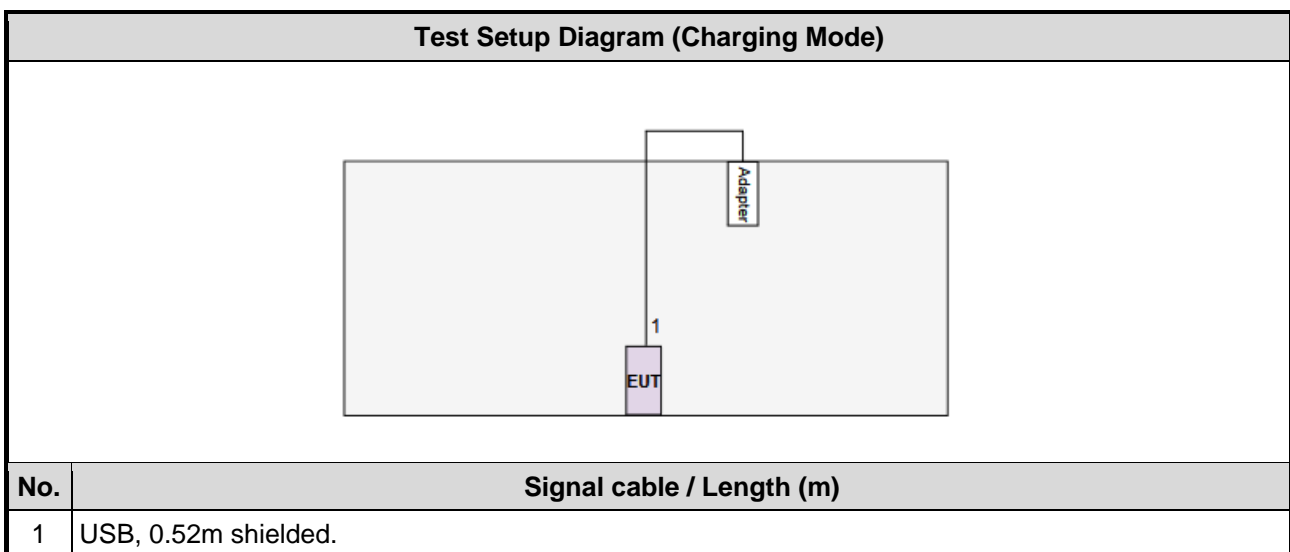 Test Setup Diagram (Charging Mode)
Adapter
1
EUT
No. Signal cable / Length (m)
1 USB, 0.52m shielded.